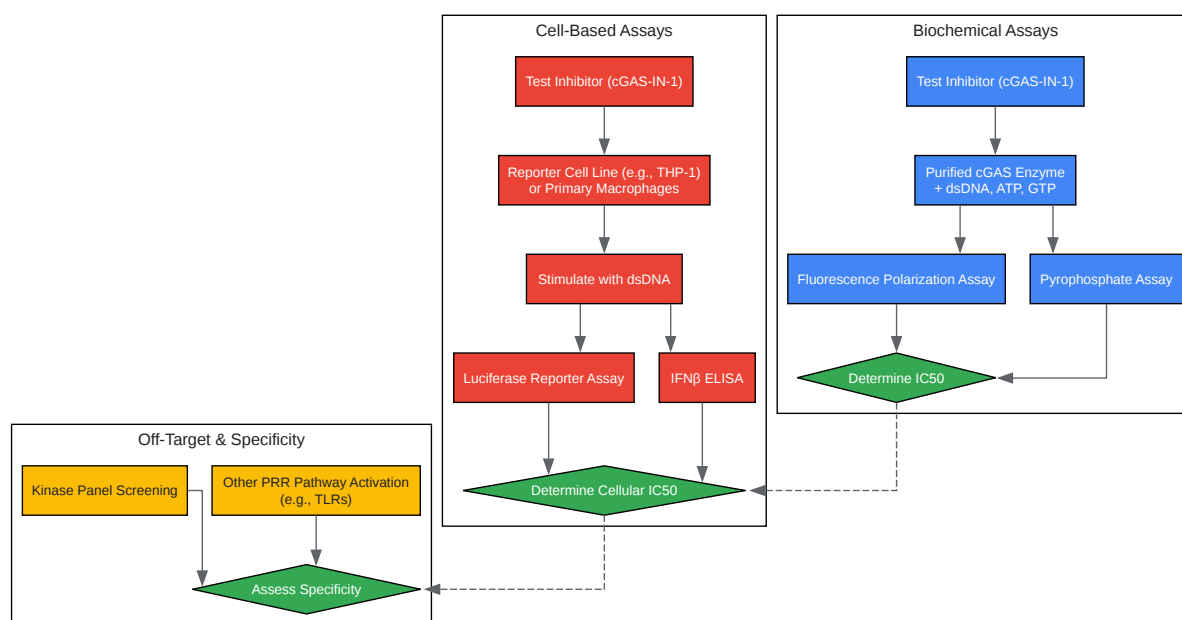 Cell-Based Assays
Test Inhibitor (cGAS-IN-1)
Reporter Cell Line (e.g., THP-1)
or Primary Macrophages
Stimulate with dsDNA
Luciferase Reporter Assay
IFNβ ELISA
Determine Cellular IC50
Biochemical Assays
Test Inhibitor (cGAS-IN-1)
Purified cGAS Enzyme
+ dsDNA, ATP, GTP
Fluorescence Polarization Assay
Pyrophosphate Assay
Determine IC50
Off-Target & Specificity
Kinase Panel Screening
Other PRR Pathway Activation
(e.g., TLRs)
Assess Specificity